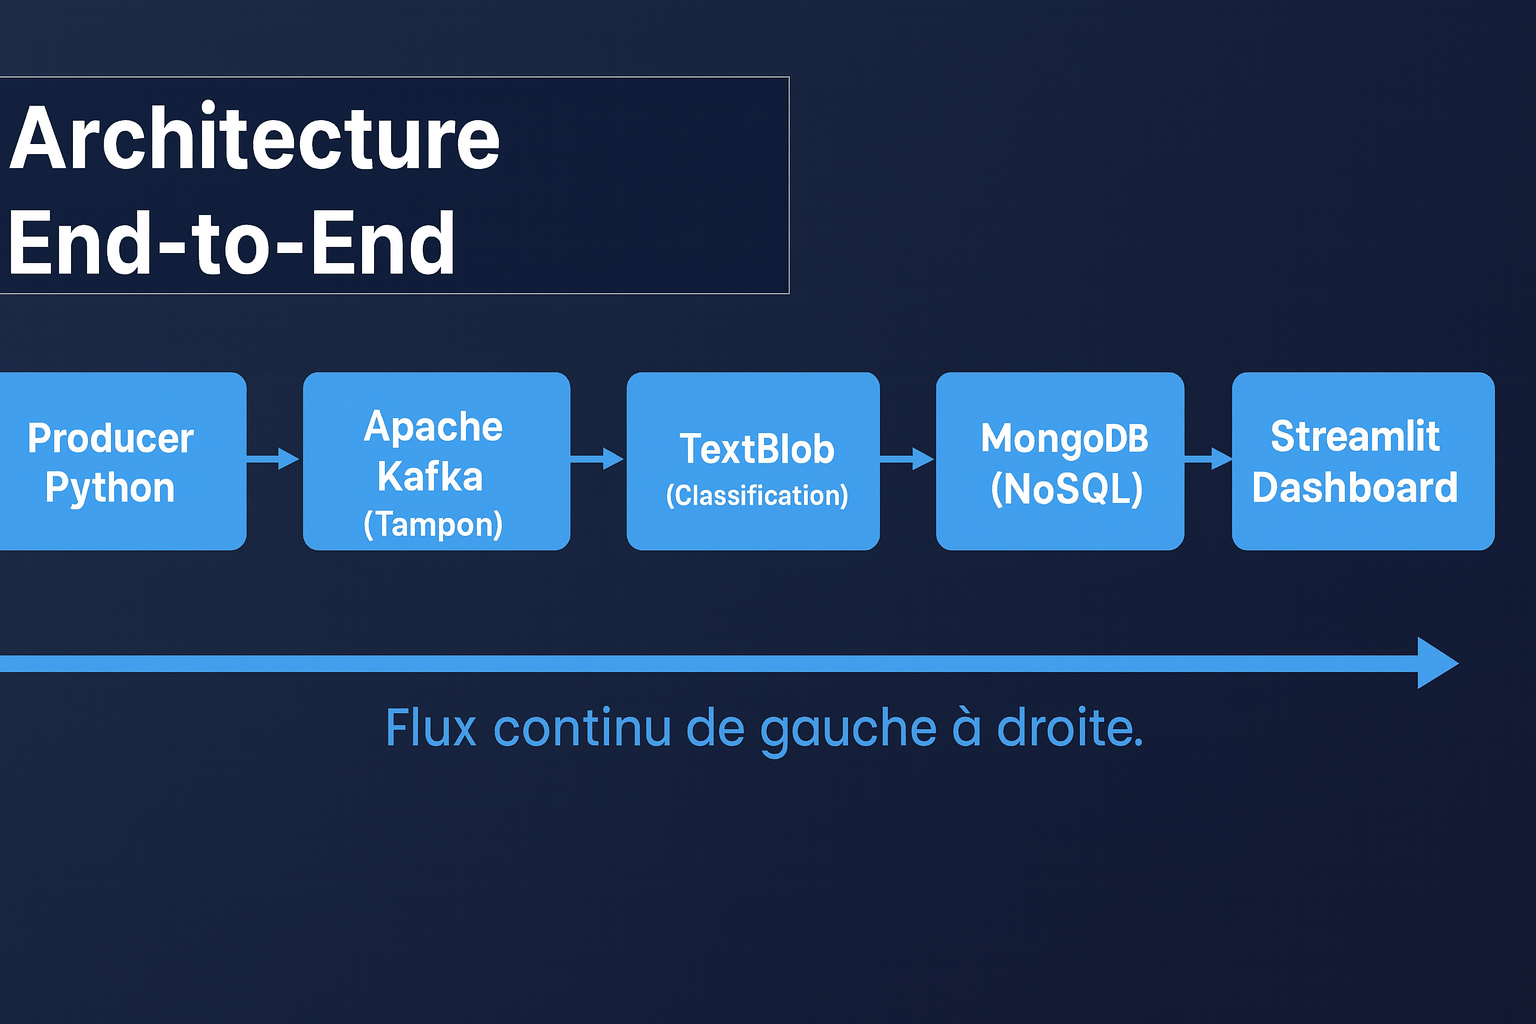 Architecture
End-to-End
Producer
Python
Apache
Kafka
(Tampon)
TextBlob
(Classification)
MongoDB
(NoSQL)
Streamlit
Dashboard
Flux continu de gauche à droite.